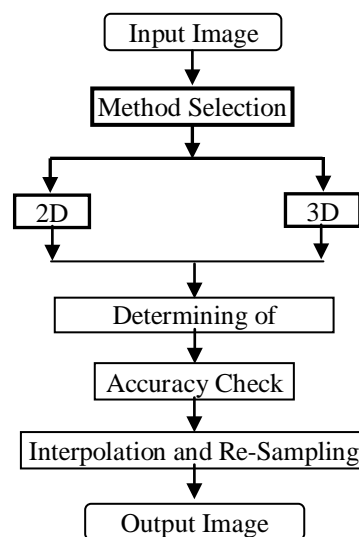 Input Image
Method Selection
2D
3D
Determining of
Accuracy Check
Interpolation and Re-Sampling
Output Image